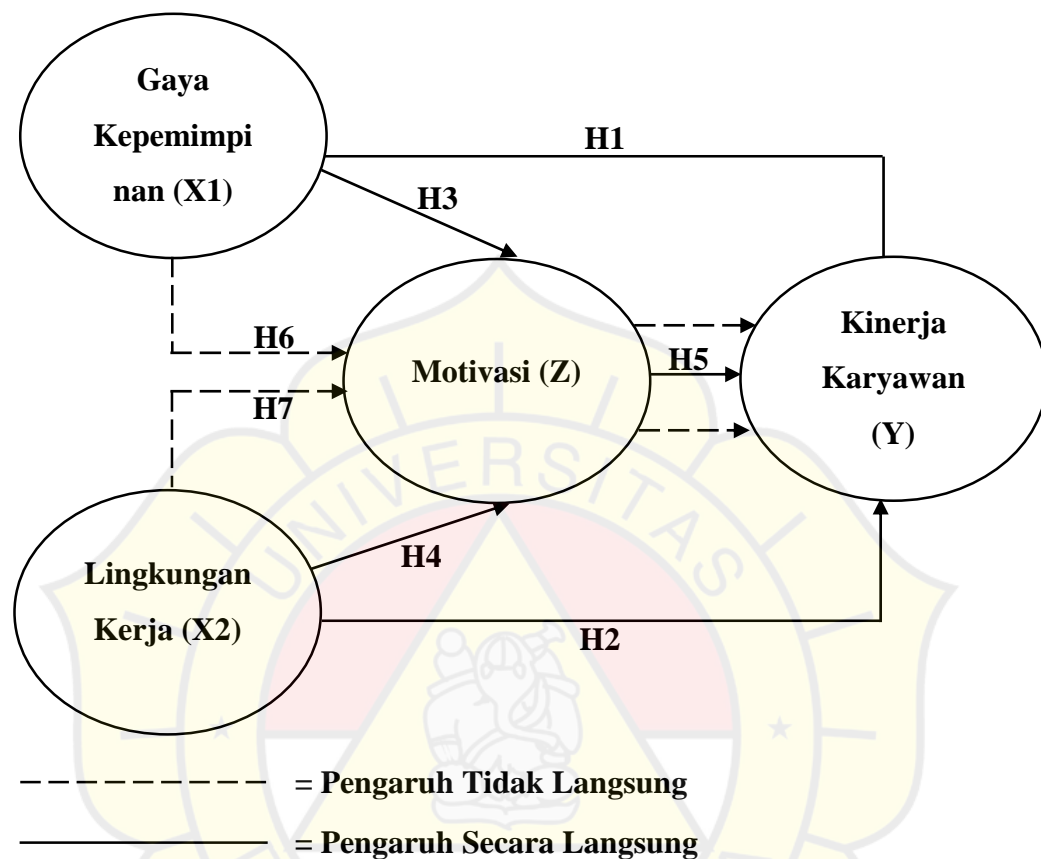 Gaya
Kepemimpi
nan (X1)
H1
H3
H6
H7
Motivasi (Z)
H5
Kinerja
Karyawan
(Y)
Lingkungan
Kerja (X2)
H4
H2
UNIVERSITAS
= Pengaruh Tidak Langsung
= Pengaruh Secara Langsung